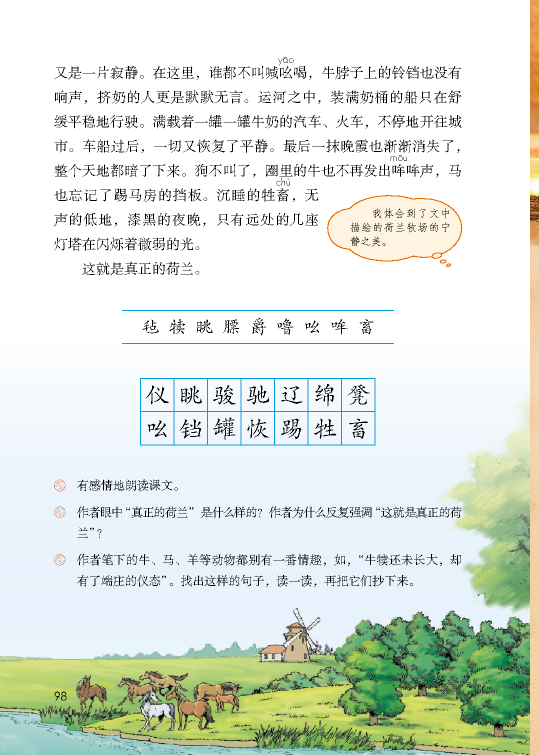 yāo
又是一片寂静。在这里，谁都不叫喊吆喝，牛脖子上的铃铛也没有
响声，挤奶的人更是默默无言。运河之中，装满奶桶的船只在舒
缓平稳地行驶。满载着一罐一罐牛奶的汽车、火车，不停地开往城
市。车船过后，一切又恢复了平静。最后一抹晚霞也渐渐消失了，
mōu
整个天地都暗了下来。狗不叫了，圈里的牛也不再发出哞哞声，马
chù
也忘记了踢马房的挡板。沉睡的牲畜，无
声的低地，漆黑的夜晚，只有远处的几座
灯塔在闪烁着微弱的光。
这就是真正的荷兰。
我体会到了文中
描绘的荷兰牧场的宁
静之美。
毡 犊 眺 膘 爵 噜 吆 哞 畜
仪 眺 骏 驰 辽 绵 凳
吆 铛 罐 恢 踢 牲 畜
有感情地朗读课文。
作者眼中“真正的荷兰”是什么样的？作者为什么反复强调“这就是真正的荷
兰”？
作者笔下的牛、马、羊等动物都别有一番情趣，如，“牛犊还未长大，却
有了端庄的仪态”。找出这样的句子，读一读，再把它们抄下来。
98